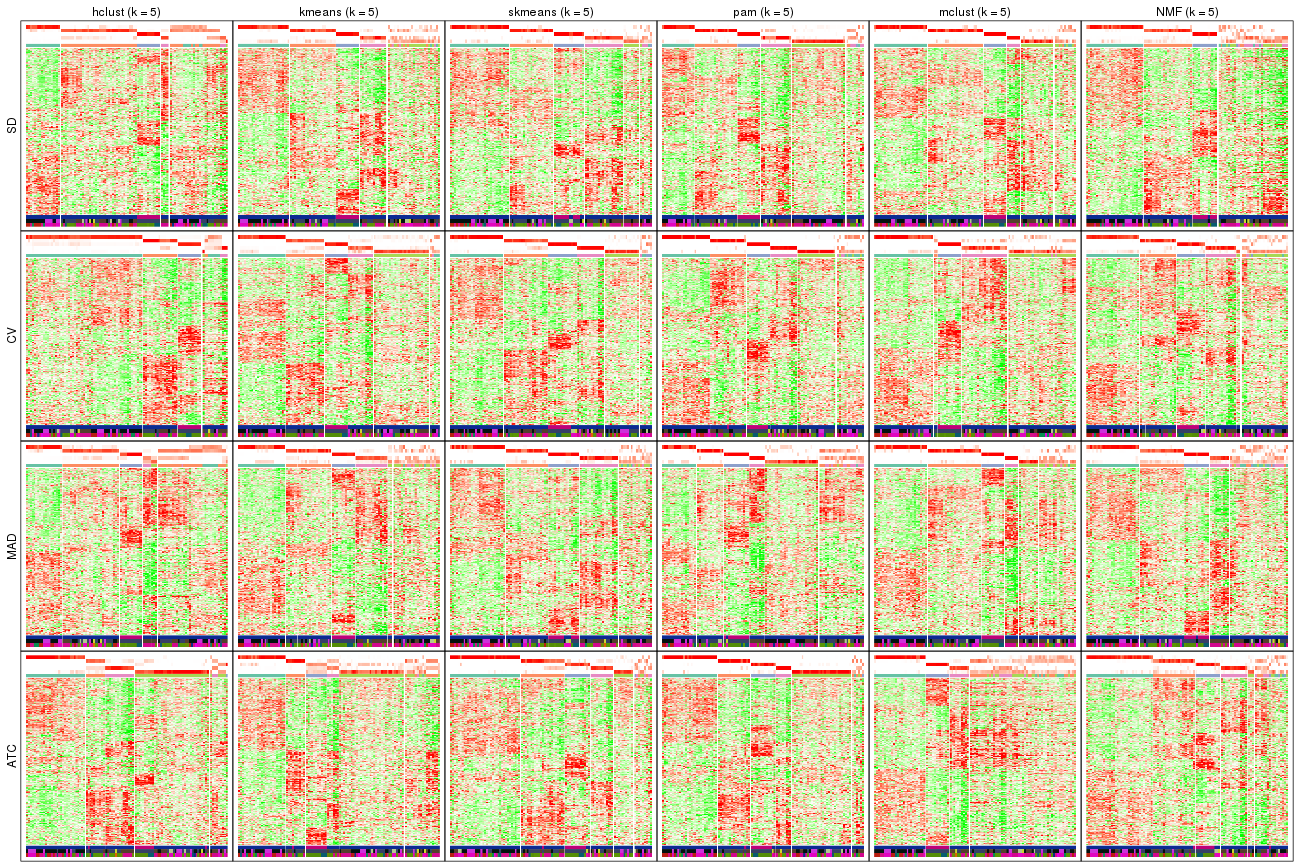 hclust (k = 5) kmeans (k = 5) skmeans (k = 5) pam (k = 5) mclust (k = 5) NMF (k = 5)
SD
CV
MAD
ATC